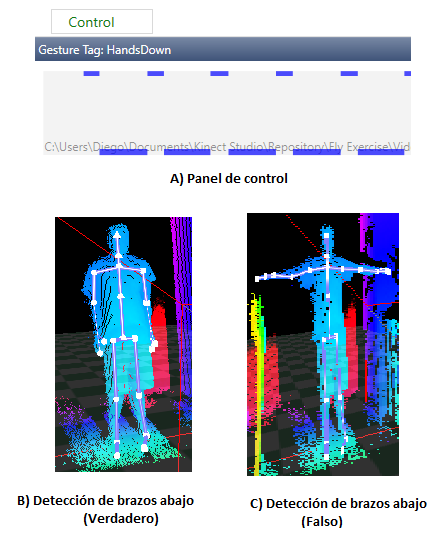 Control
Gesture Tag: HandsDown
C:\Users\Diego\Documents\Kinect Studio\Repository\Fly Exercise\Vid
A) Panel de control
B) Detección de brazos abajo
(Verdadero)
C) Detección de brazos abajo
(Falso)